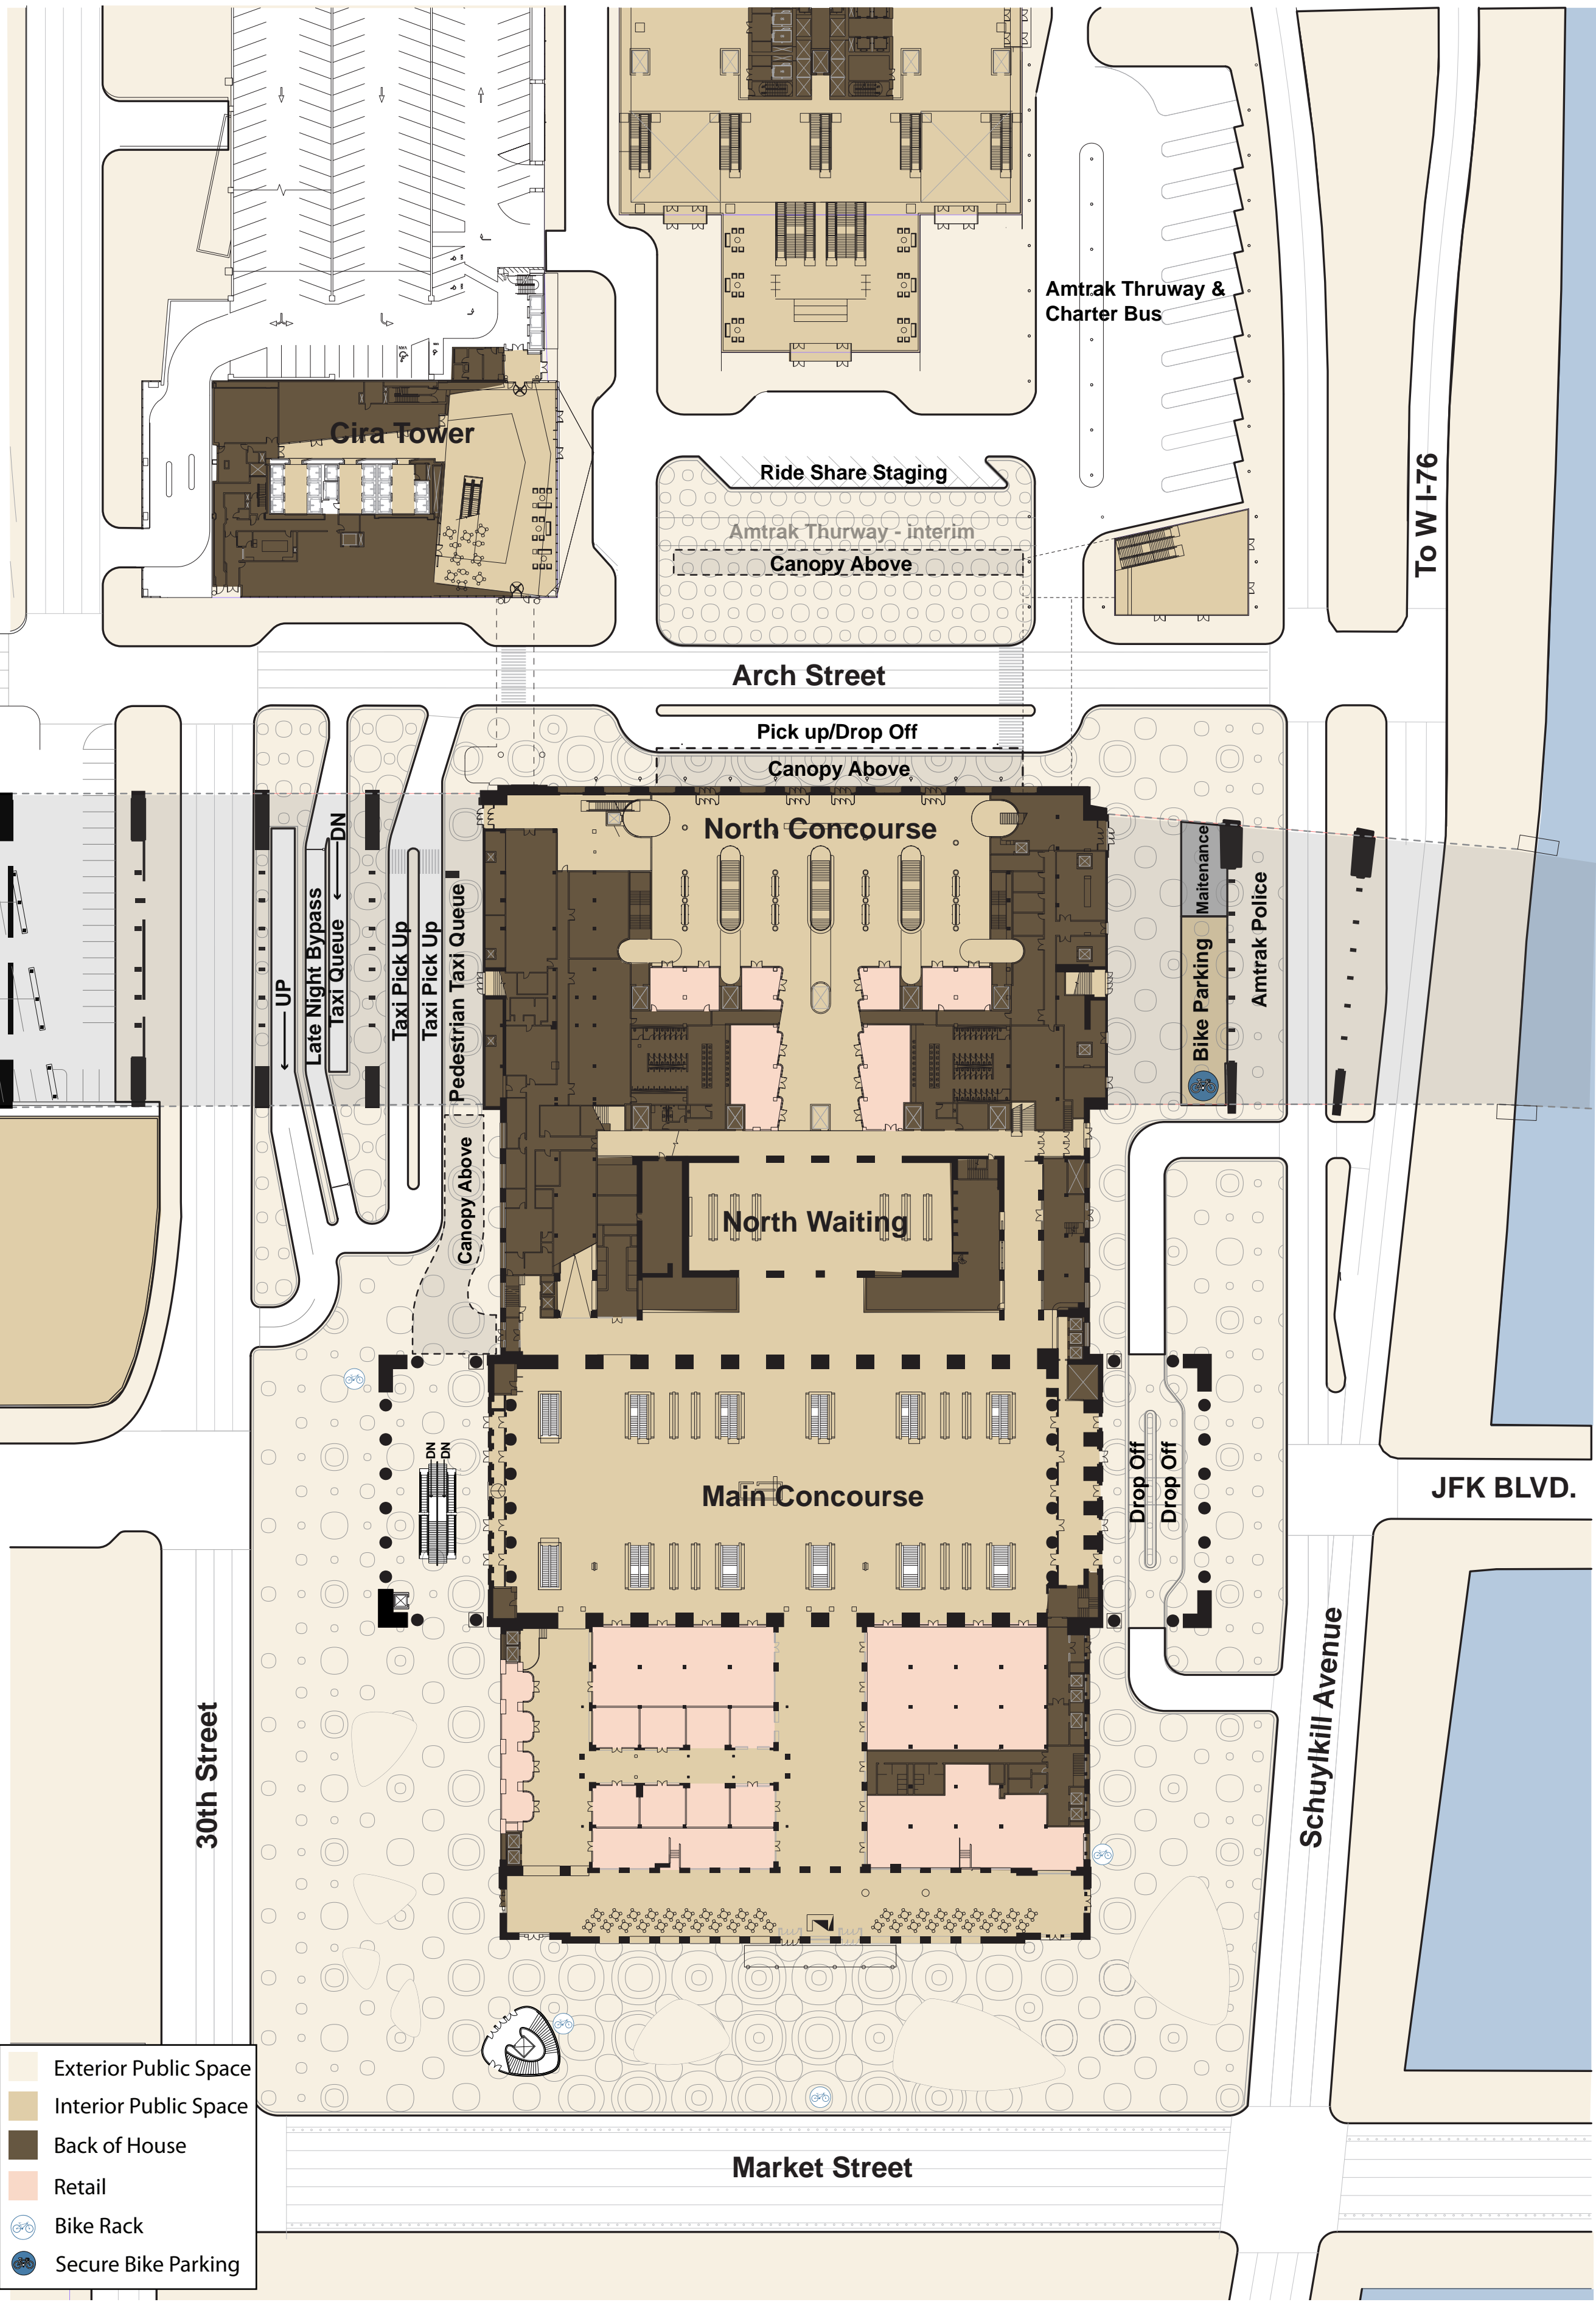 Amtrak Thruway &
Charter Bus
Cira Tower
Ride Share Staging
Amtrak Thurway - interim
Canopy Above
To W I-76
Arch Street
Pick up/Drop Off
Canopy Above
North Concourse
UP
Late Night Bypass
Taxi Queue
DN
Taxi Pick Up
Taxi Pick Up
Pedestrian Taxi Queue
Canopy Above
Maitenance
Bike Parking
Amtrak Police
North Waiting
DN
DN
Main Concourse
Drop Off
Drop Off
JFK BLVD.
30th Street
Schuylkill Avenue
Exterior Public Space
Interior Public Space
Back of House
Retail
Bike Rack
Secure Bike Parking
Market Street